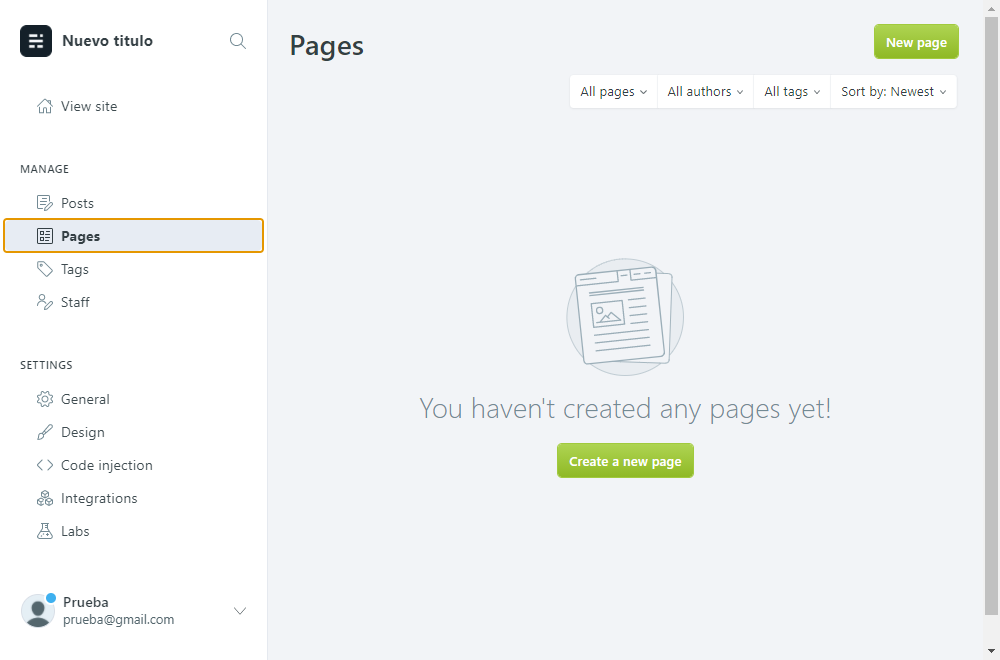 Nuevo titulo
View site
MANAGE
Posts
Pages
Tags
Staff
SETTINGS
General
Design
Code injection
Integrations
Labs
Prueba
prueba@gmail.com
Pages
New page
All pages
All authors
All tags
Sort by: Newest
You haven't created any pages yet!
Create a new page